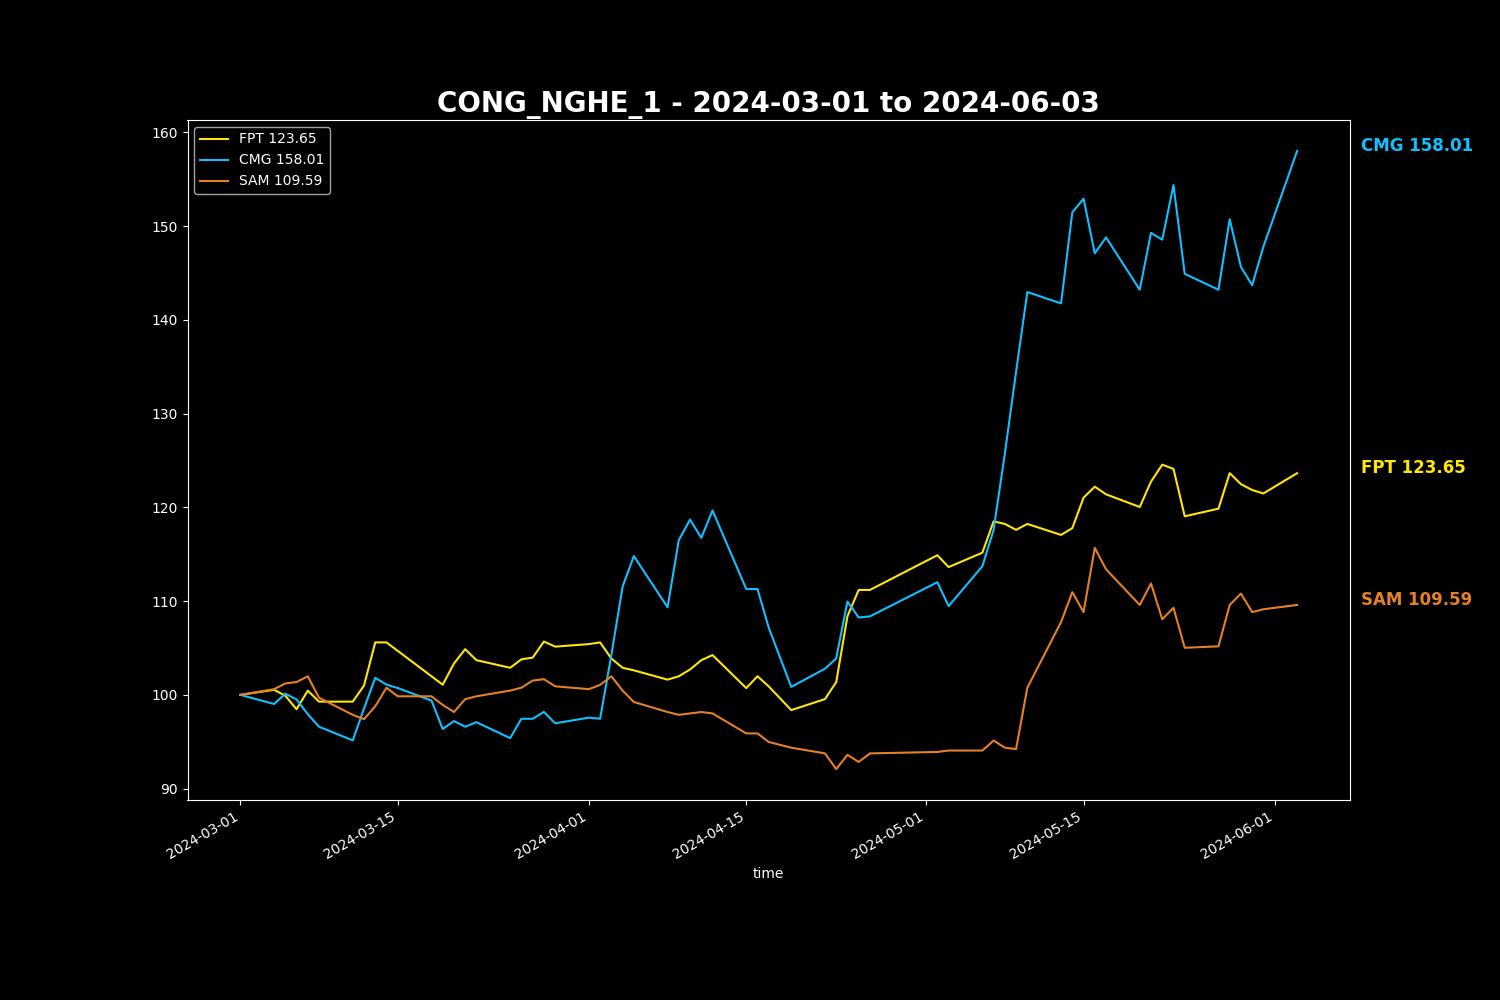 CONG_NGHE_1 - 2024-03-01 to 2024-06-03
FPT 123.65
CMG 158.01
SAM 109.59
160
150
140
130
120
110
100
90
CMG 158.01
FPT 123.65
SAM 109.59
2024-03-01
2024-03-15
2024-04-01
2024-04-15
2024-05-01
2024-05-15
2024-06-01
time